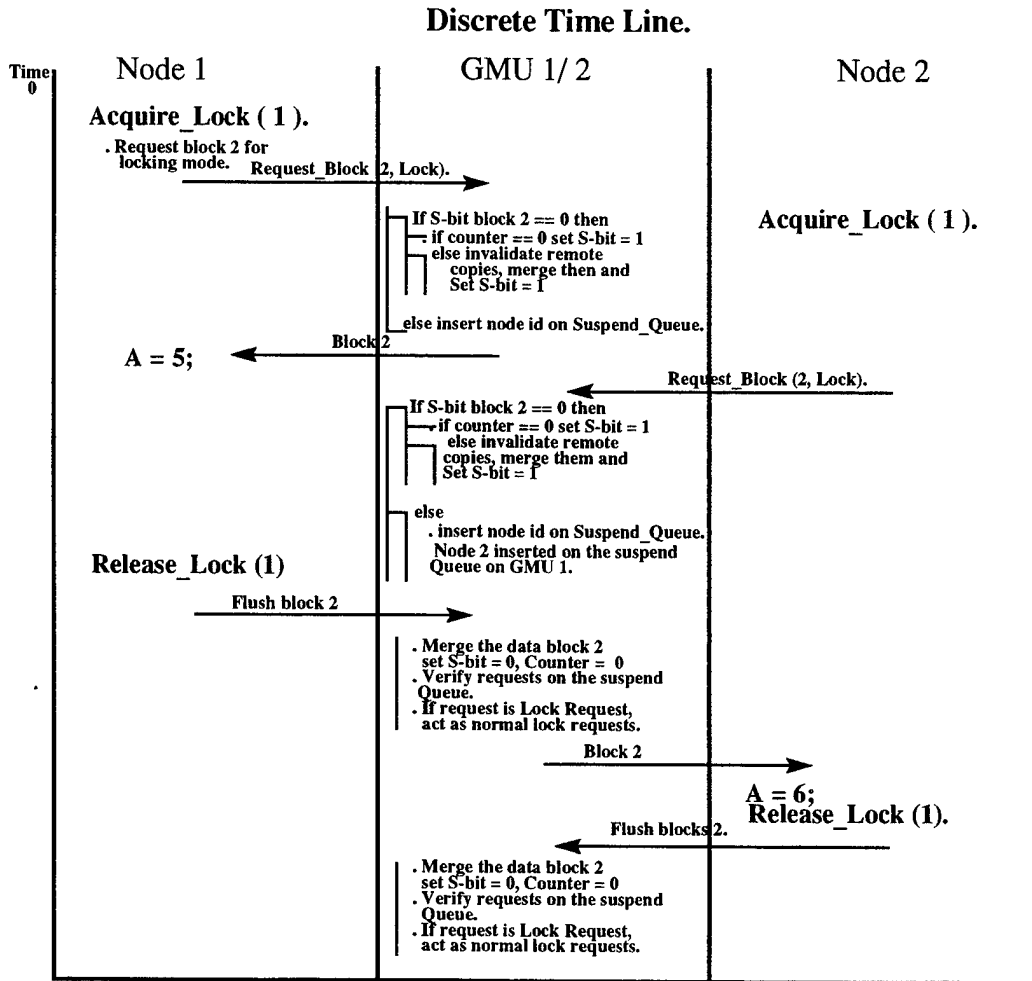 Discrete Time Line.
Time
0
Node 1
GMU 1/ 2
Node 2
Acquire_Lock ( 1 ).
. Request block 2 for
locking mode.
Request_Block (2, Lock).
If S-bit block 2 == 0 then
. if counter == 0 set S-bit = 1
else invalidate remote
copies, merge then and
Set S-bit = 1
else insert node id on Suspend_Queue.
Acquire_Lock ( 1 ).
Block 2
A = 5;
Request_Block (2, Lock).
If S-bit block 2 == 0 then
. if counter == 0 set S-bit = 1
else invalidate remote
copies, merge them and
Set S-bit = 1
else
. insert node id on Suspend_Queue.
Node 2 inserted on the suspend
Queue on GMU 1.
Release_Lock (1)
Flush block 2
. Merge the data block 2
set S-bit = 0, Counter = 0
. Verify requests on the suspend
Queue.
. If request is Lock Request,
act as normal lock requests.
Block 2
A = 6;
Release_Lock (1).
Flush blocks 2.
. Merge the data block 2
set S-bit = 0, Counter = 0
. Verify requests on the suspend
Queue.
. If request is Lock Request,
act as normal lock requests.